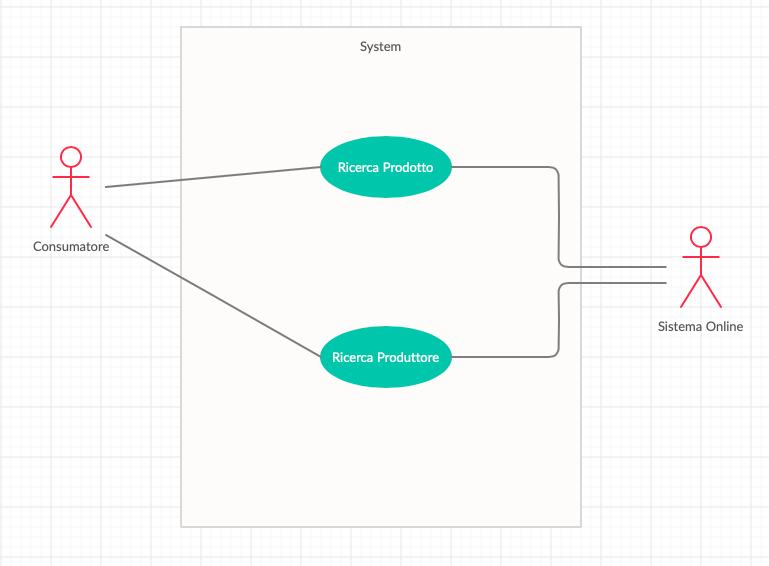 System
Ricerca Prodotto
Consumatore
Sistema Online
Ricerca Produttore